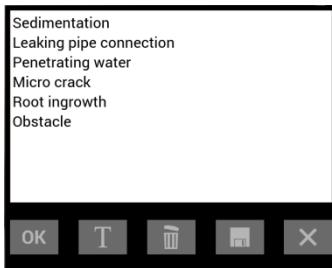 Sedimentation
Leaking pipe connection
Penetrating water
Micro crack
Root ingrowth
Obstacle
OK T